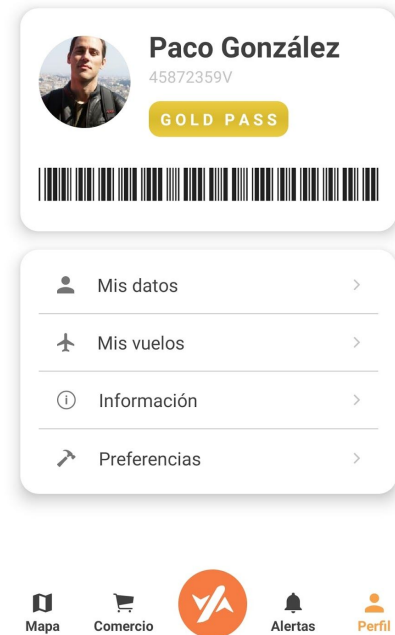 Paco González
45872359V
GOLD PASS
Mis datos
Mis vuelos
Información
Preferencias
Mapa
Comercio
Alertas
Perfil